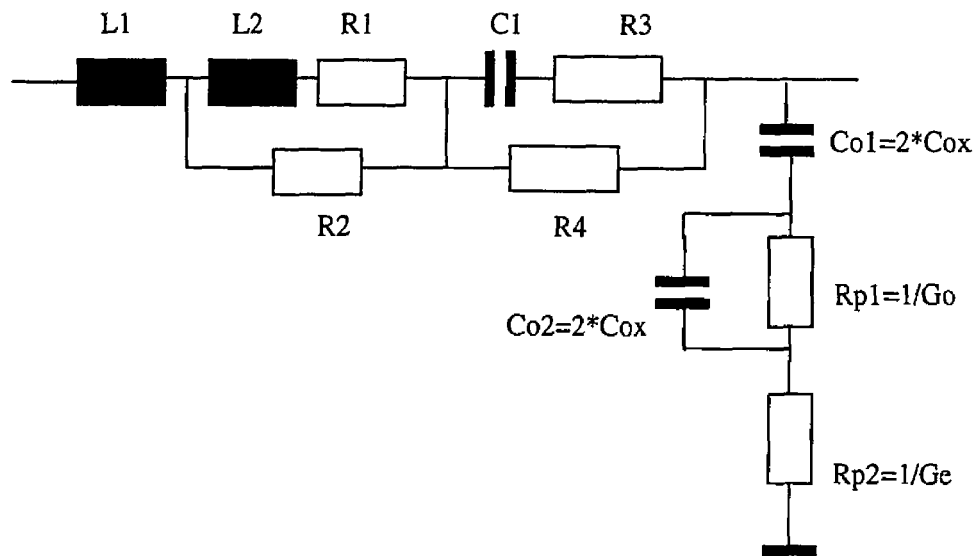 L1
L2
R1
C1
R3
R2
R4
Co1=2*Cox
Co2=2*Cox
Rp1=1/Go
Rp2=1/Ge